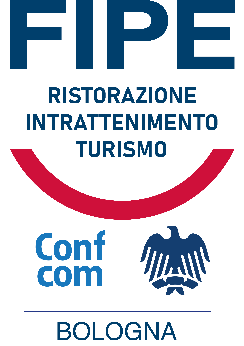 FIPE
RISTORAZIONE
INTRATTENIMENTO
TURISMO
Conf
com
BOLOGNA